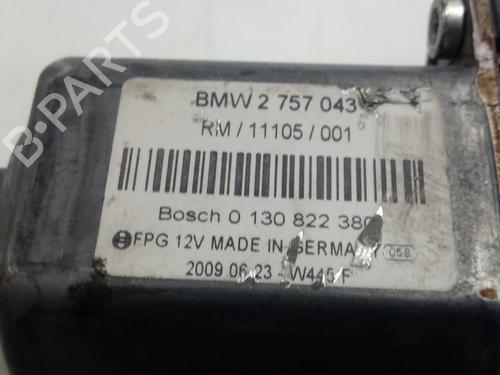 BMW 2 757 043
RM / 11105 / 001
Bosch 0 130 822 380
FPG 12V MADE IN GERMANY 058
2009 06 23 - W445 F